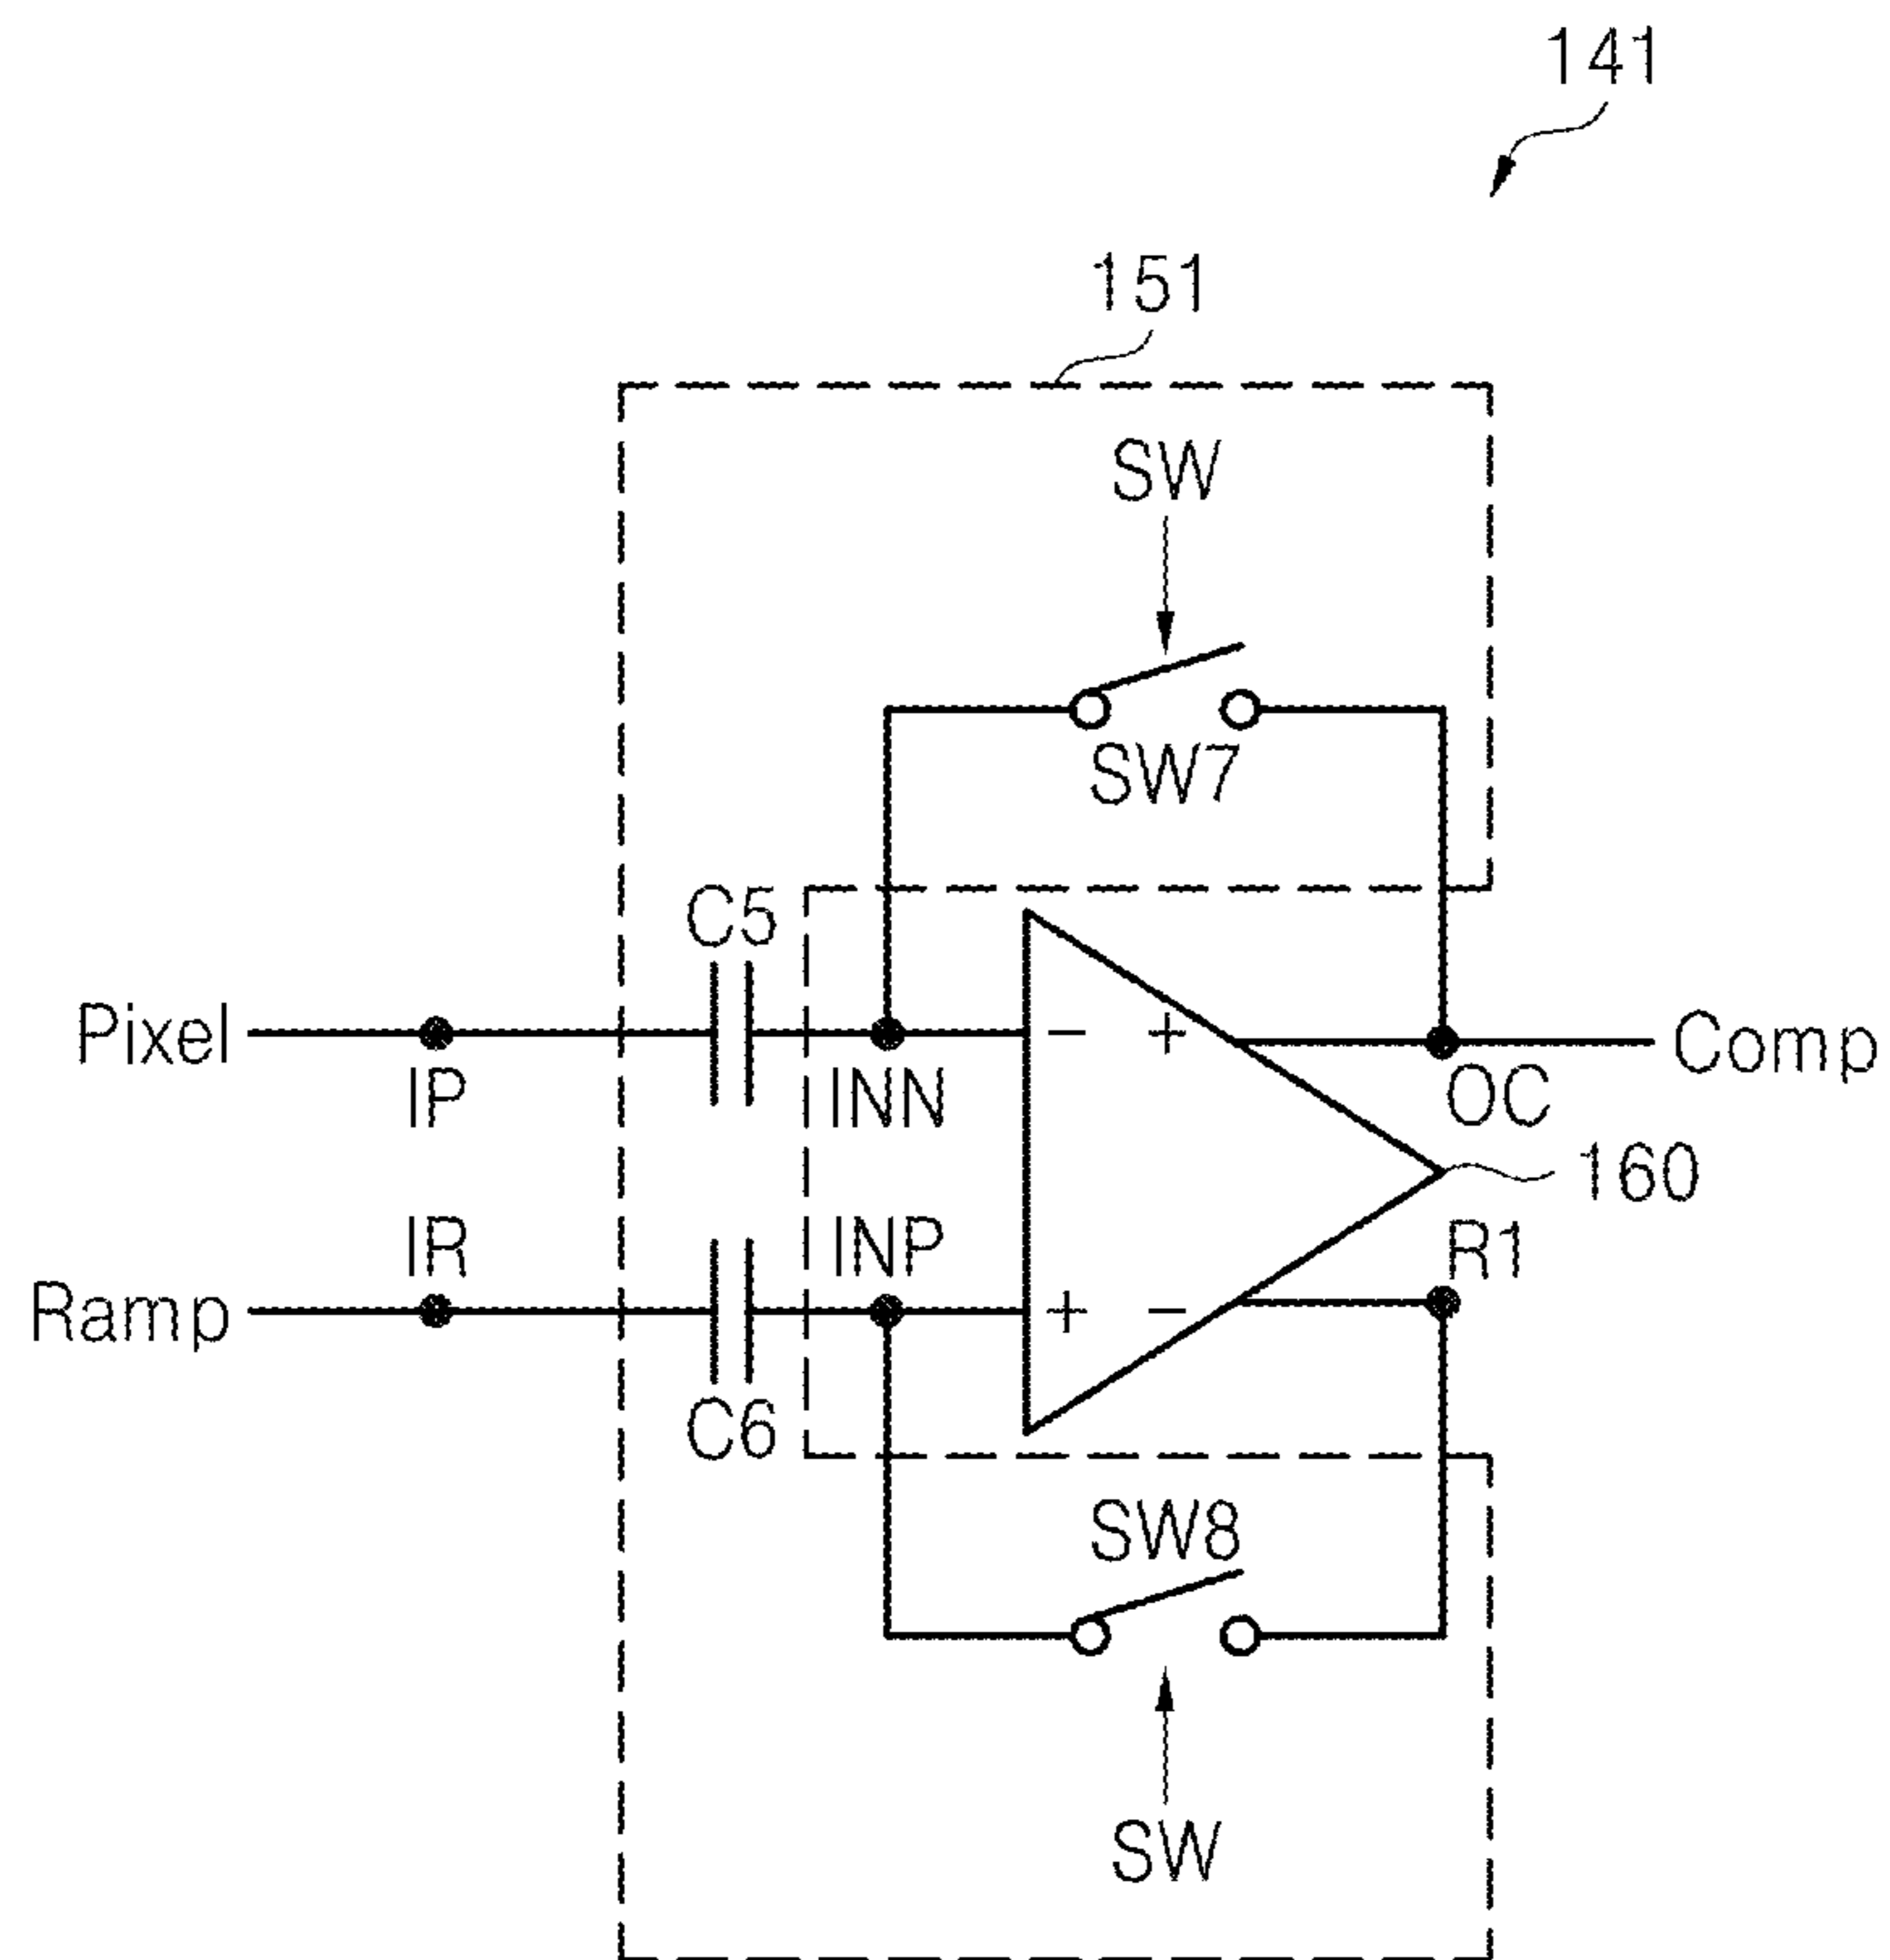 141
151
SW
SW7
C5
Pixel
IP
INN
- +
OC
Comp
160
IR
INP
R1
Ramp
+ -
C6
SW8
SW